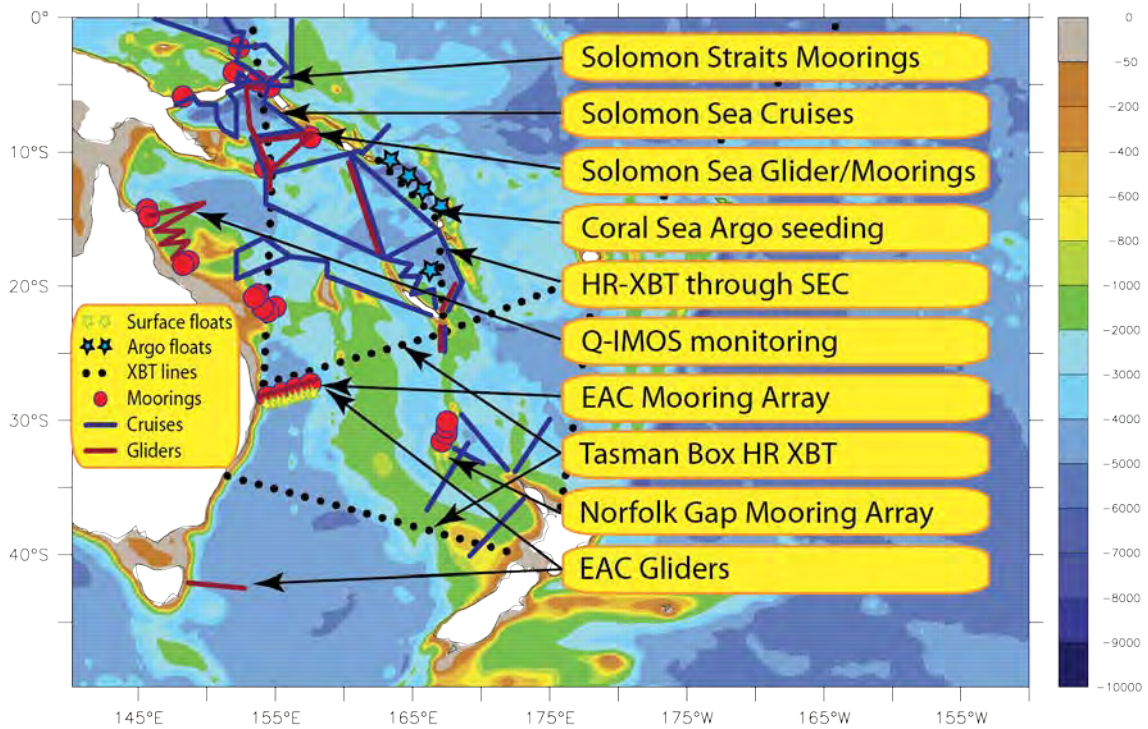 0°
10°S
20°S
30°S
40°S
Solomon Straits Moorings
Solomon Sea Cruises
Solomon Sea Glider/Moorings
Coral Sea Argo seeding
HR-XBT through SEC
Q-IMOS monitoring
EAC Mooring Array
Tasman Box HR XBT
Norfolk Gap Mooring Array
EAC Gliders
Surface floats
Argo floats
XBT lines
Moorings
Cruises
Gliders
145°E
155°E
165°E
175°E
175°W
165°W
155°W
0
-50
-200
-400
-600
-800
-1000
-2000
-3000
-4000
-5000
-6000
-7000
-8000
-9000
-10000